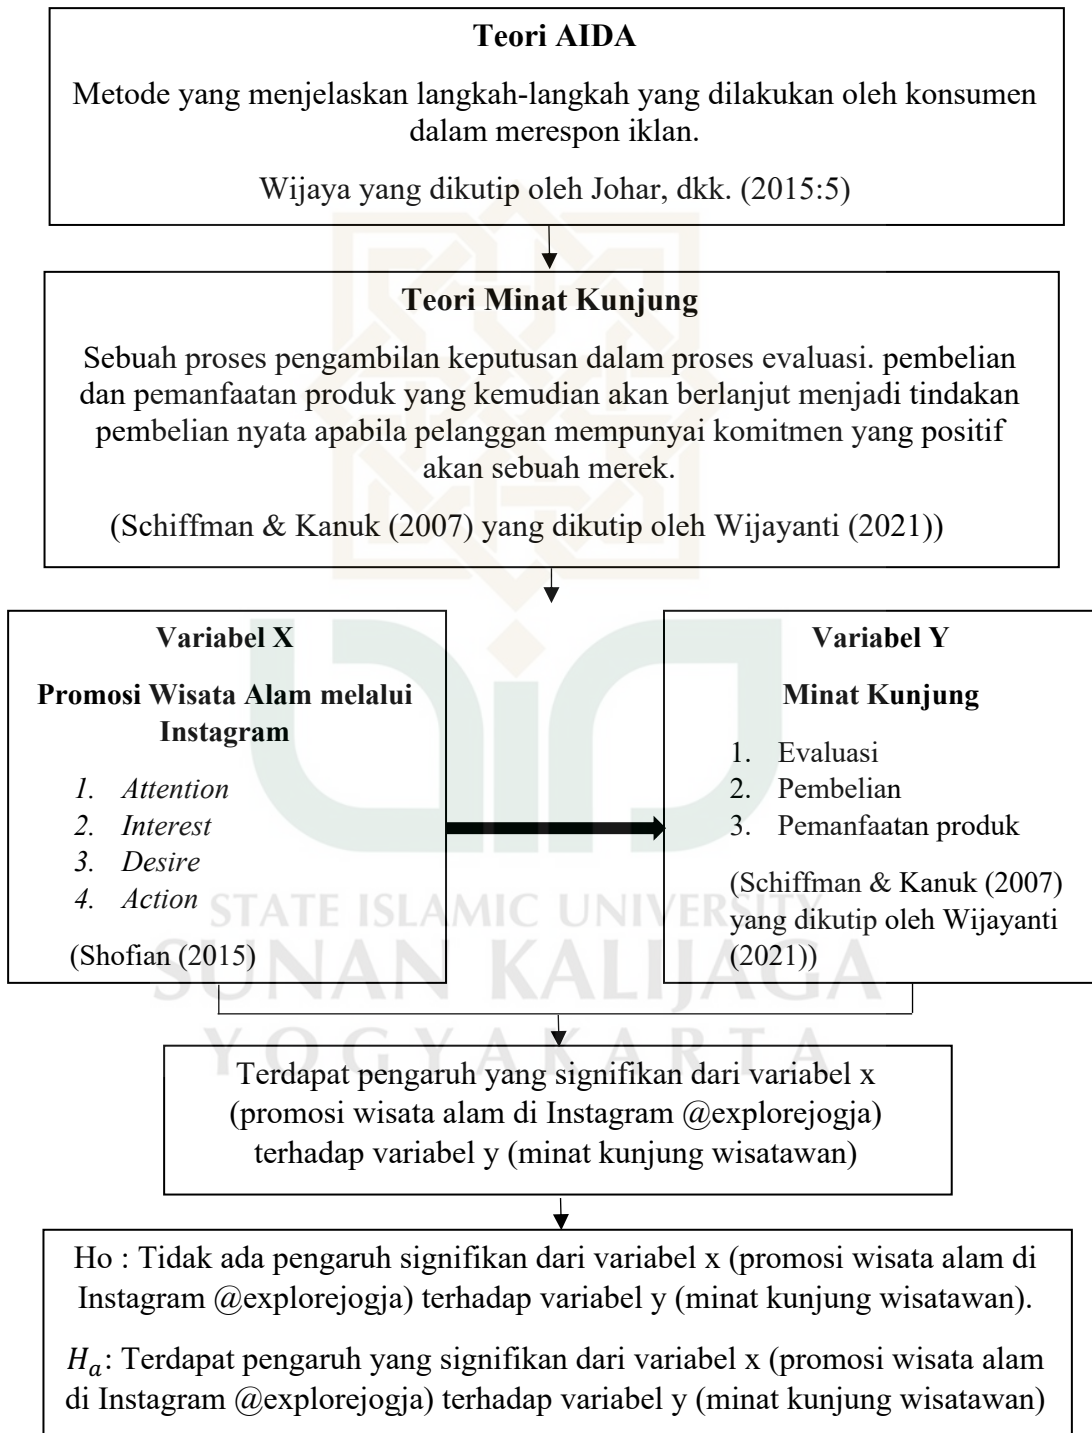 Teori AIDA
Metode yang menjelaskan langkah-langkah yang dilakukan oleh konsumen
dalam merespon iklan.
Wijaya yang dikutip oleh Johar, dkk. (2015:5)
Teori Minat Kunjung
Sebuah proses pengambilan keputusan dalam proses evaluasi. pembelian
dan pemanfaatan produk yang kemudian akan berlanjut menjadi tindakan
pembelian nyata apabila pelanggan mempunyai komitmen yang positif
akan sebuah merek.
(Schiffman & Kanuk (2007) yang dikutip oleh Wijayanti (2021))
Variabel X
Promosi Wisata Alam melalui
Instagram
1. Attention
2. Interest
3. Desire
4. Action
(Shofian (2015)
Variabel Y
Minat Kunjung
1. Evaluasi
2. Pembelian
3. Pemanfaatan produk
(Schiffman & Kanuk (2007)
yang dikutip oleh Wijayanti
(2021))
STATE ISLAMIC UNIVERSITY
SUNAN KALIJAGA
YOGYAKARTA
Terdapat pengaruh yang signifikan dari variabel x
(promosi wisata alam di Instagram @explorejogja)
terhadap variabel y (minat kunjung wisatawan)
Ho : Tidak ada pengaruh signifikan dari variabel x (promosi wisata alam di
Instagram @explorejogja) terhadap variabel y (minat kunjung wisatawan).
Hₐ: Terdapat pengaruh yang signifikan dari variabel x (promosi wisata alam
di Instagram @explorejogja) terhadap variabel y (minat kunjung wisatawan)